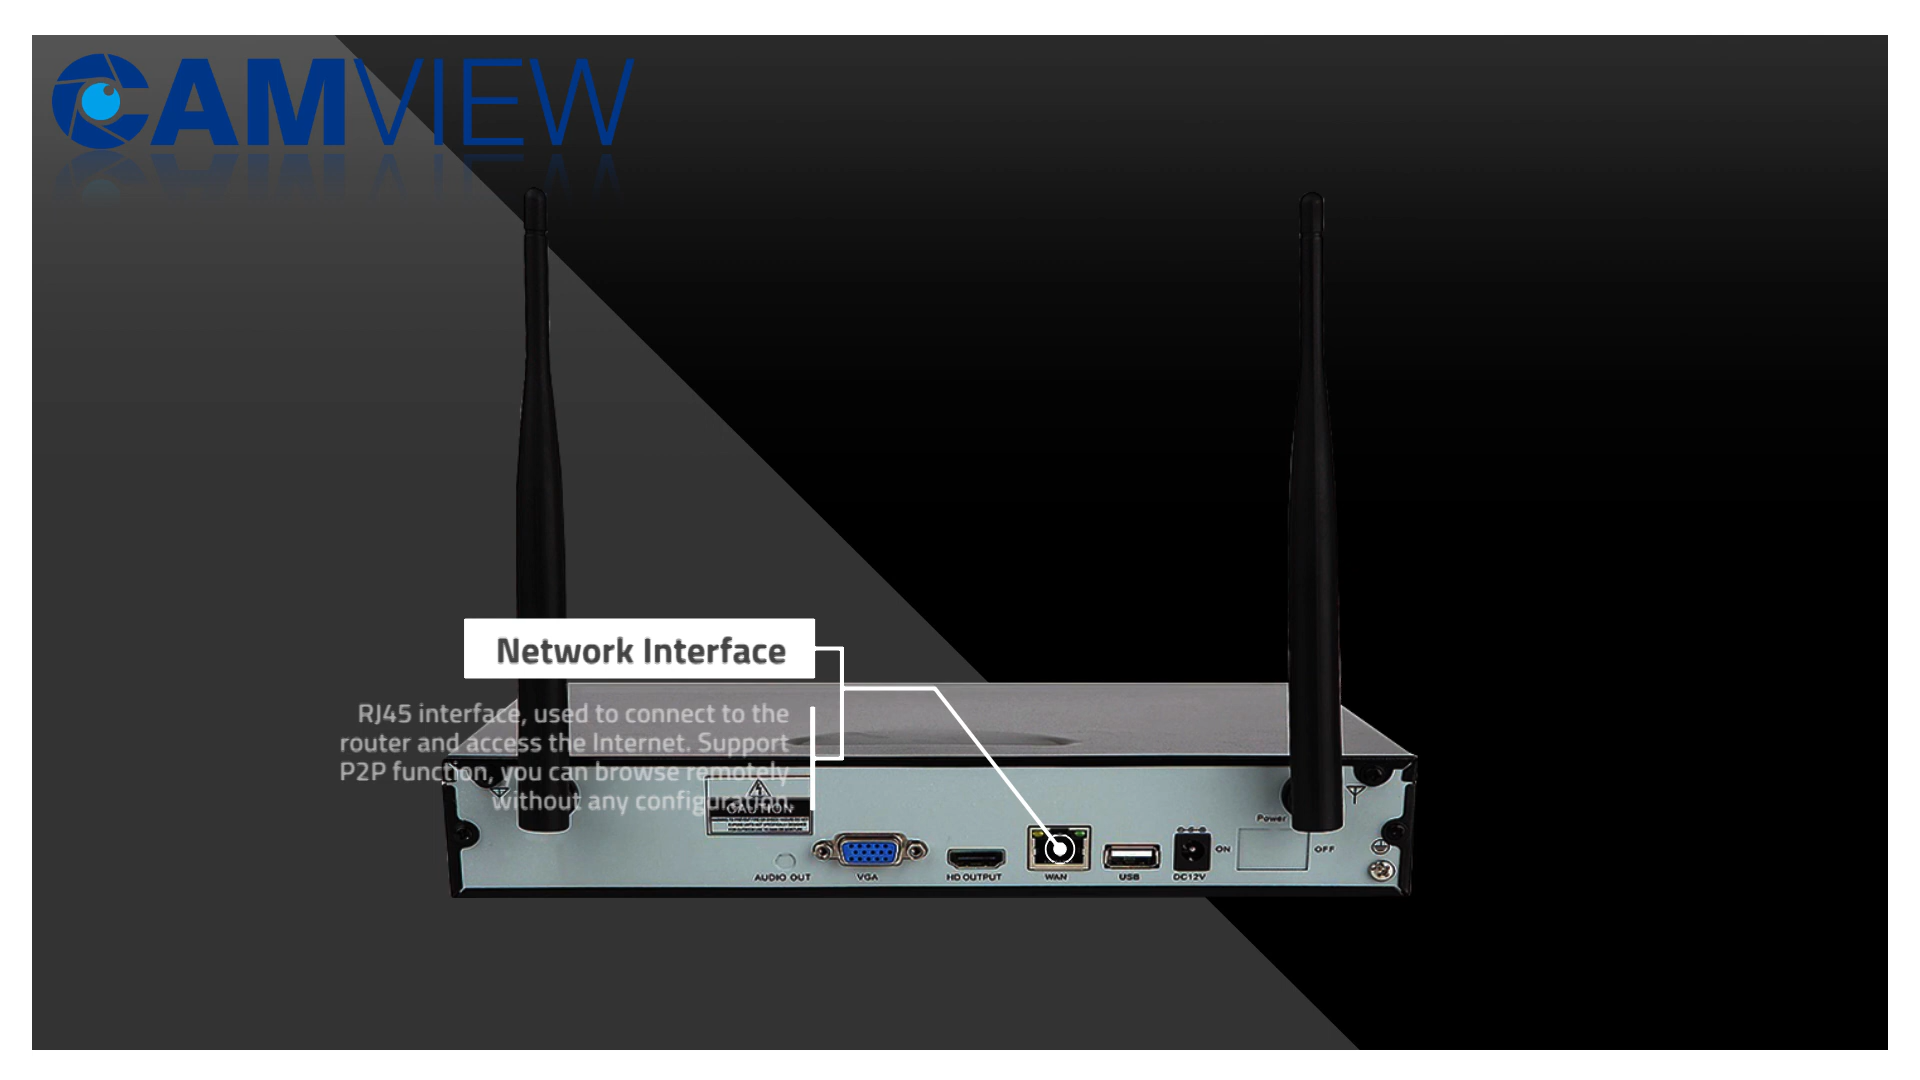 CAMVIEW
Network Interface
RJ45 interface, used to connect to the
router and access the Internet. Support
P2P function, you can browse remotely
without any configuration.
CAUTION
Power
ON
OFF
AUDIO OUT
VGA
HD OUTPUT
WAN
USB
DC12V